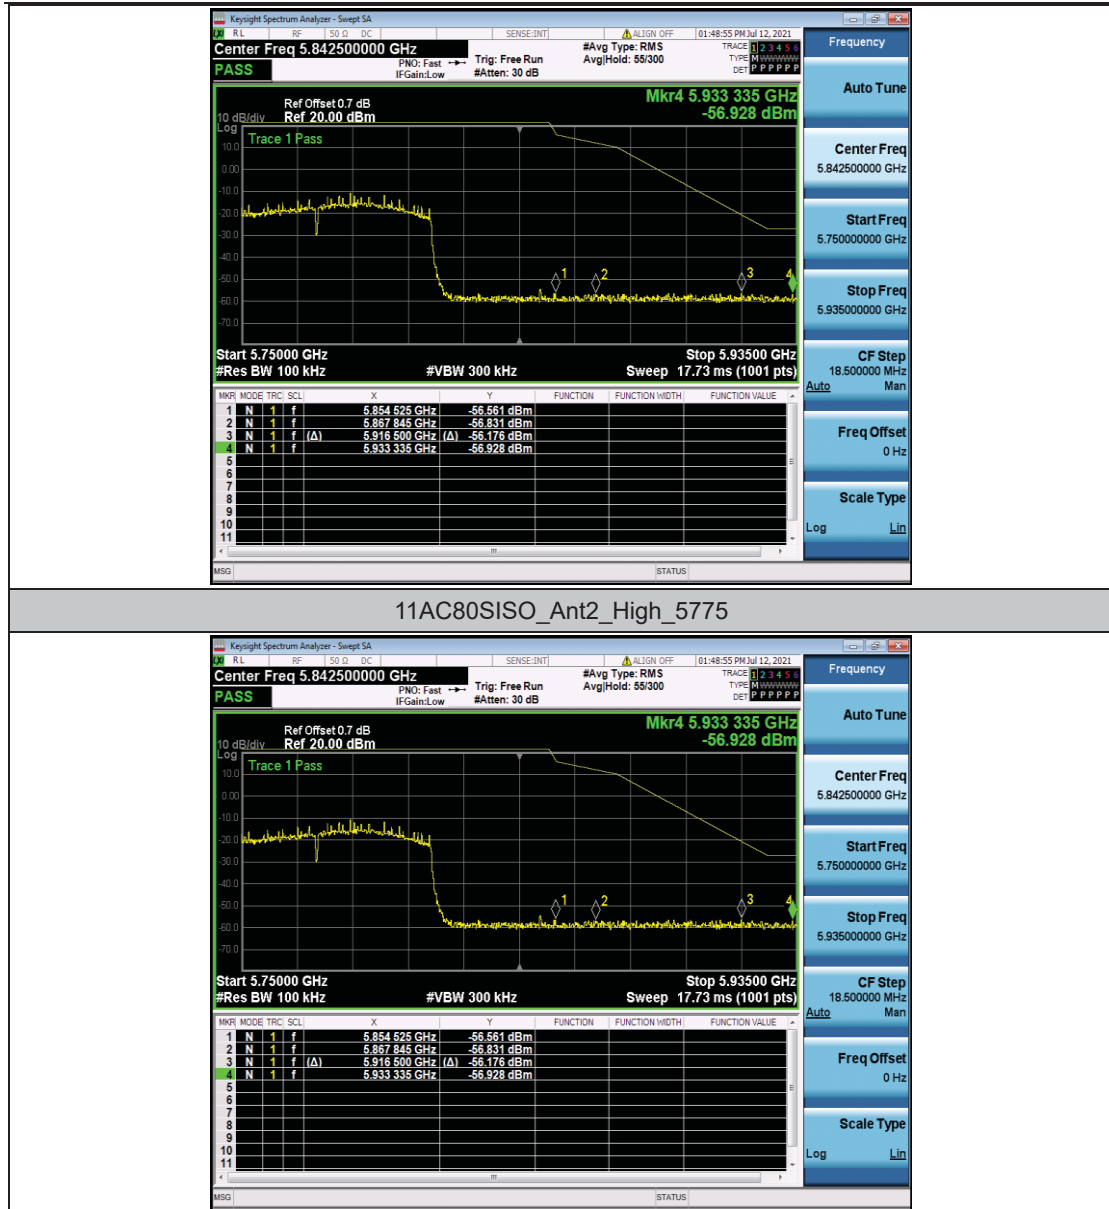 Keysight Spectrum Analyzer - Swept SA
LXI RL RF 50 Ω DC SENSE:INT ALIGN OFF 01:48:55 PM Jul 12, 2021
Center Freq 5.842500000 GHz #Avg Type: RMS TRACE 1 2 3 4 5 6
PASS PNO: Fast Trig: Free Run Avg|Hold: 55/300 TYPE M WWWWW
IFGain:Low #Atten: 30 dB DET P P P P P P
Frequency
Auto Tune
Mkr4 5.933 335 GHz
-56.928 dBm
Ref Offset 0.7 dB
10 dB/div Ref 20.00 dBm
Log
Trace 1 Pass
10.0
0.00
-10.0
-20.0
-30.0
-40.0
-50.0
-60.0
-70.0
1 2 3 4
Start 5.75000 GHz Stop 5.93500 GHz
#Res BW 100 kHz #VBW 300 kHz Sweep 17.73 ms (1001 pts)
MKR MODE TRC SCL X Y FUNCTION FUNCTION WIDTH FUNCTION VALUE
1 N 1 f 5.854 525 GHz -56.561 dBm
2 N 1 f 5.867 845 GHz -56.831 dBm
3 N 1 f (Δ) 5.916 500 GHz (Δ) -56.176 dBm
4 N 1 f 5.933 335 GHz -56.928 dBm
5
6
7
8
9
10
11
MSG STATUS
Center Freq
5.842500000 GHz
Start Freq
5.750000000 GHz
Stop Freq
5.935000000 GHz
CF Step
18.500000 MHz
Auto Man
Freq Offset
0 Hz
Scale Type
Log Lin
11AC80SISO_Ant2_High_5775
Keysight Spectrum Analyzer - Swept SA
LXI RL RF 50 Ω DC SENSE:INT ALIGN OFF 01:48:55 PM Jul 12, 2021
Center Freq 5.842500000 GHz #Avg Type: RMS TRACE 1 2 3 4 5 6
PASS PNO: Fast Trig: Free Run Avg|Hold: 55/300 TYPE M WWWWW
IFGain:Low #Atten: 30 dB DET P P P P P P
Frequency
Auto Tune
Mkr4 5.933 335 GHz
-56.928 dBm
Ref Offset 0.7 dB
10 dB/div Ref 20.00 dBm
Log
Trace 1 Pass
10.0
0.00
-10.0
-20.0
-30.0
-40.0
-50.0
-60.0
-70.0
1 2 3 4
Start 5.75000 GHz Stop 5.93500 GHz
#Res BW 100 kHz #VBW 300 kHz Sweep 17.73 ms (1001 pts)
MKR MODE TRC SCL X Y FUNCTION FUNCTION WIDTH FUNCTION VALUE
1 N 1 f 5.854 525 GHz -56.561 dBm
2 N 1 f 5.867 845 GHz -56.831 dBm
3 N 1 f (Δ) 5.916 500 GHz (Δ) -56.176 dBm
4 N 1 f 5.933 335 GHz -56.928 dBm
5
6
7
8
9
10
11
MSG STATUS
Center Freq
5.842500000 GHz
Start Freq
5.750000000 GHz
Stop Freq
5.935000000 GHz
CF Step
18.500000 MHz
Auto Man
Freq Offset
0 Hz
Scale Type
Log Lin